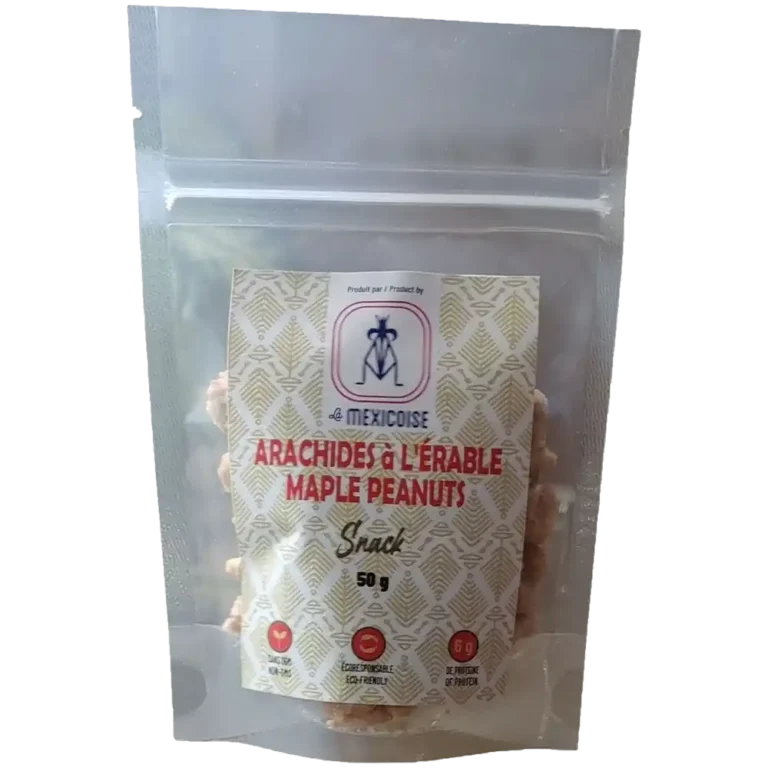 Produit par / Product by
La MEXICOISE
ARACHIDES à L'ÉRABLE
MAPLE PEANUTS
Snack
50 g
SANS OGM
NON-GMO
ÉCORESPONSABLE
ECO-FRIENDLY
6 g
DE PROTÉINE
OF PROTEIN